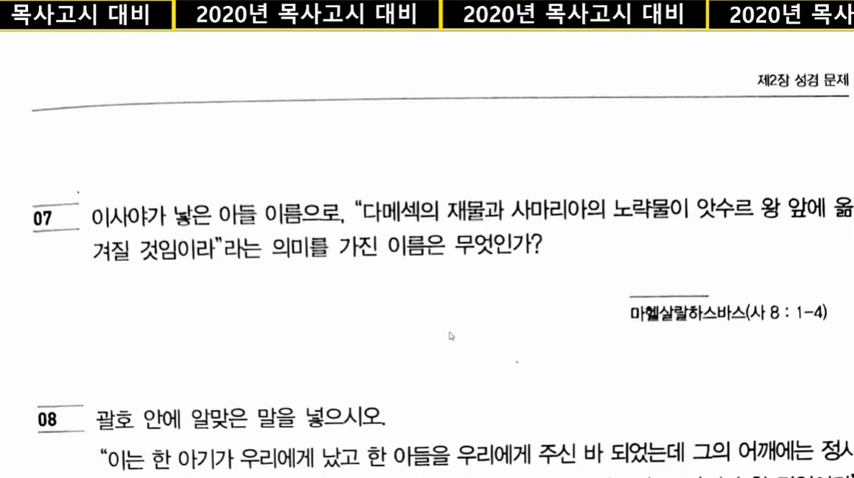 목사고시 대비 2020년 목사고시 대비 2020년 목사고시 대비 2020년 목사
제2장 성경 문제
07 이사야가 낳은 아들 이름으로, “다메섹의 재물과 사마리아의 노략물이 앗수르 왕 앞에 옮
겨질 것임이라”라는 의미를 가진 이름은 무엇인가?
마헬살랄하스바스(사 8 : 1-4)
08 괄호 안에 알맞은 말을 넣으시오.
“이는 한 아기가 우리에게 났고 한 아들을 우리에게 주신 바 되었는데 그의 어깨에는 정사